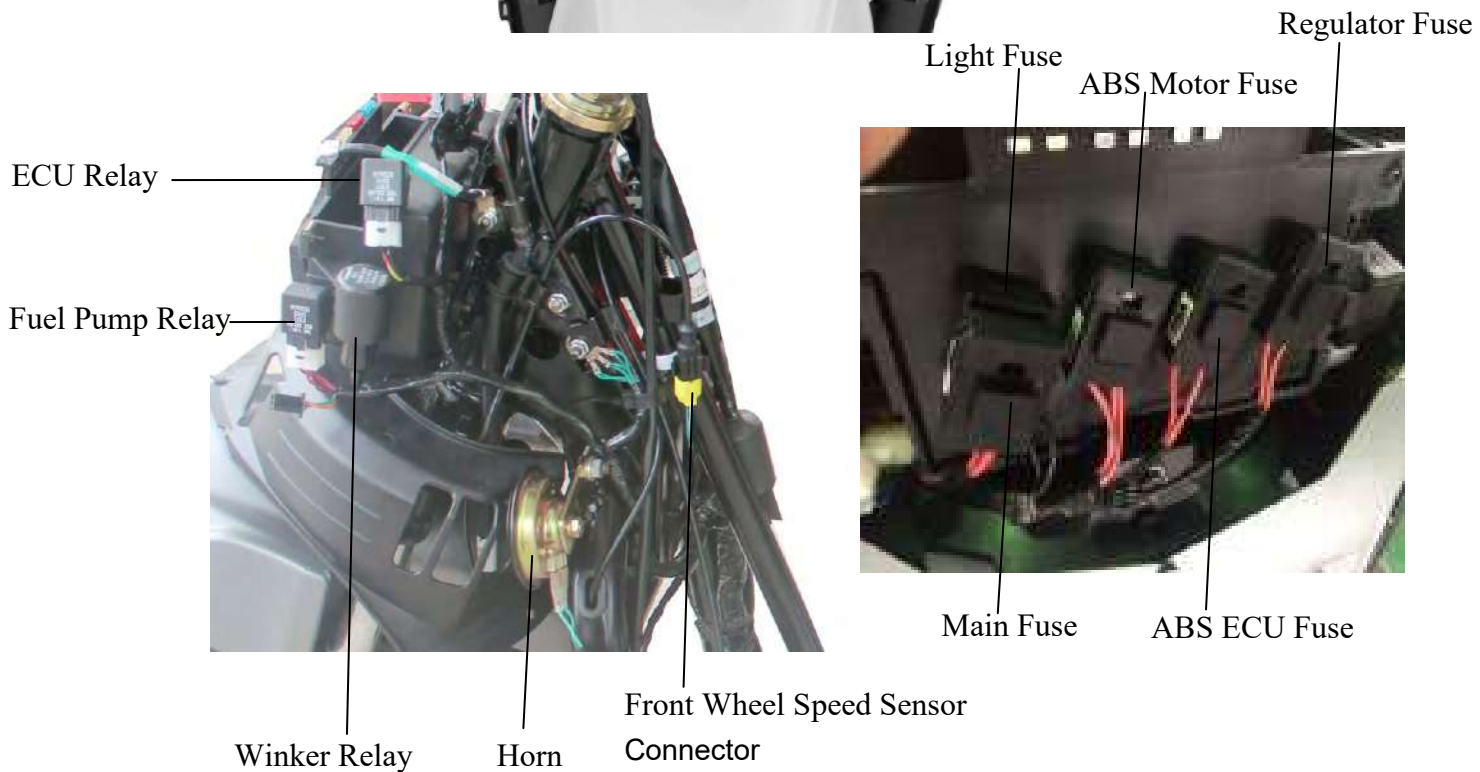 Regulator Fuse
Light Fuse
ABS Motor Fuse
ECU Relay
Fuel Pump Relay
Main Fuse
ABS ECU Fuse
Front Wheel Speed Sensor
Connector
Winker Relay
Horn